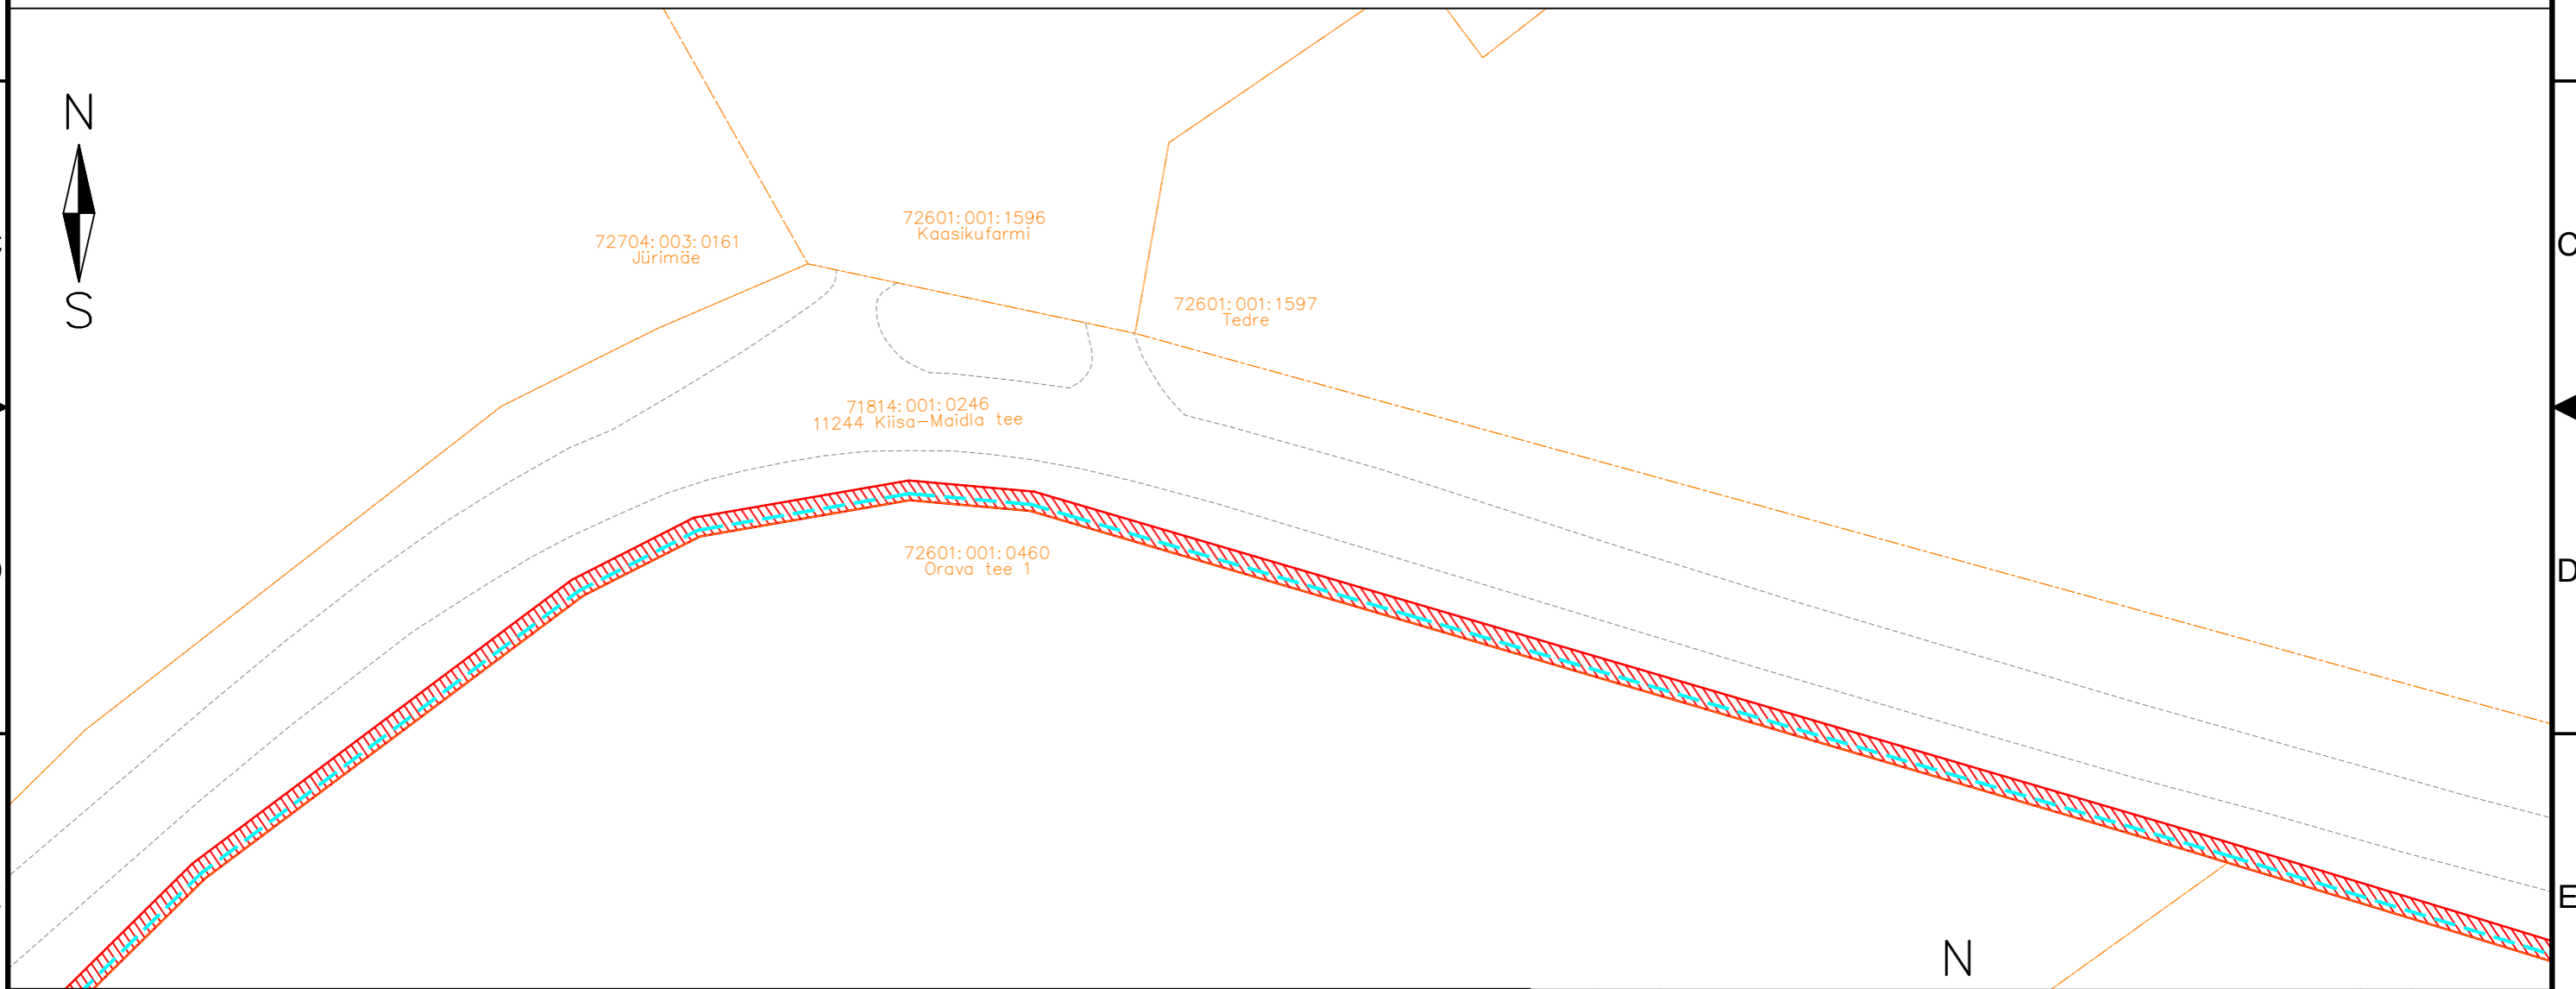 N
S
72601:001:1596
Kaasikufarmi
72704:003:0161
Jürimäe
C
72601:001:1597
Tedre
71814:001:0246
11244 Kiisa-Maidla tee
72601:001:0460
Orava tee 1
D
E
N